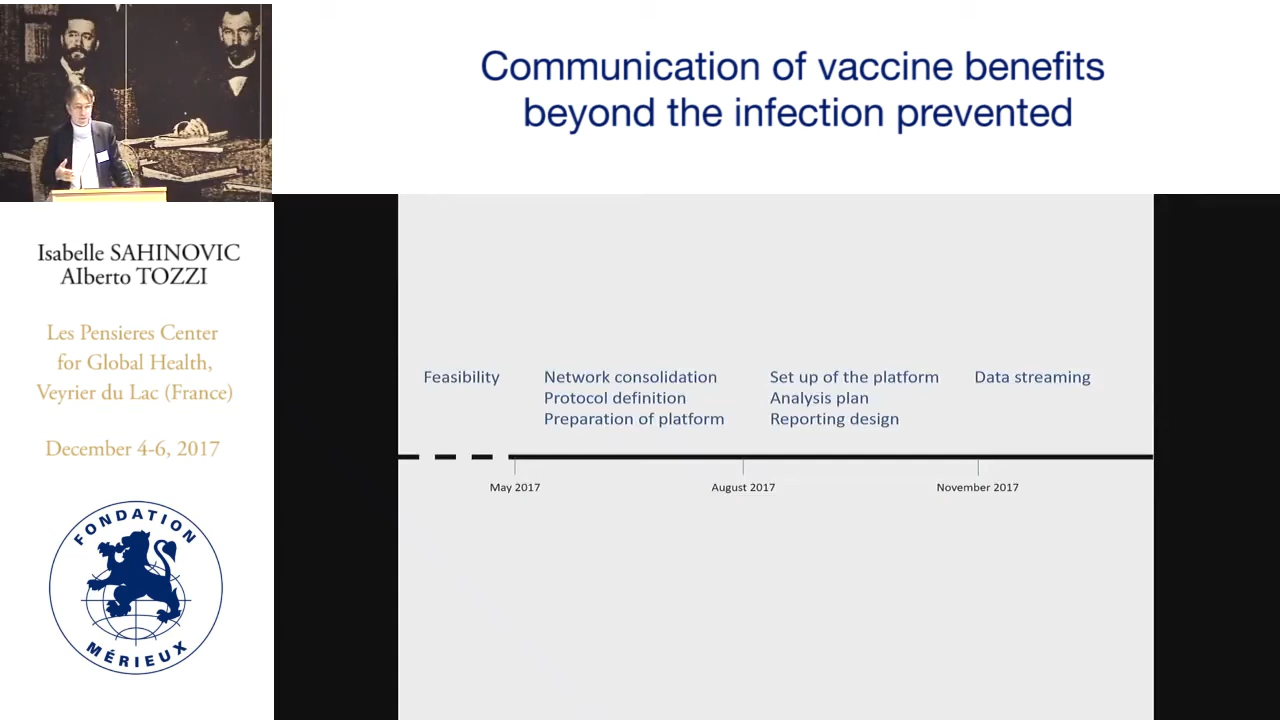 Communication of vaccine benefits
beyond the infection prevented
Isabelle SAHINOVIC
Alberto TOZZI
Les Pensieres Center
for Global Health,
Veyrier du Lac (France)
December 4-6, 2017
FONDATION
MÉRIEUX
Feasibility
Network consolidation
Protocol definition
Preparation of platform
Set up of the platform
Analysis plan
Reporting design
Data streaming
May 2017
August 2017
November 2017